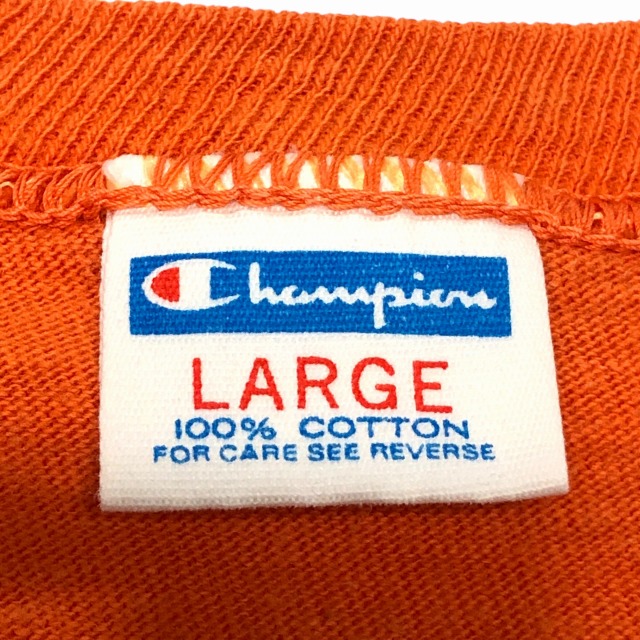 Champion
LARGE
100% COTTON
FOR CARE SEE REVERSE